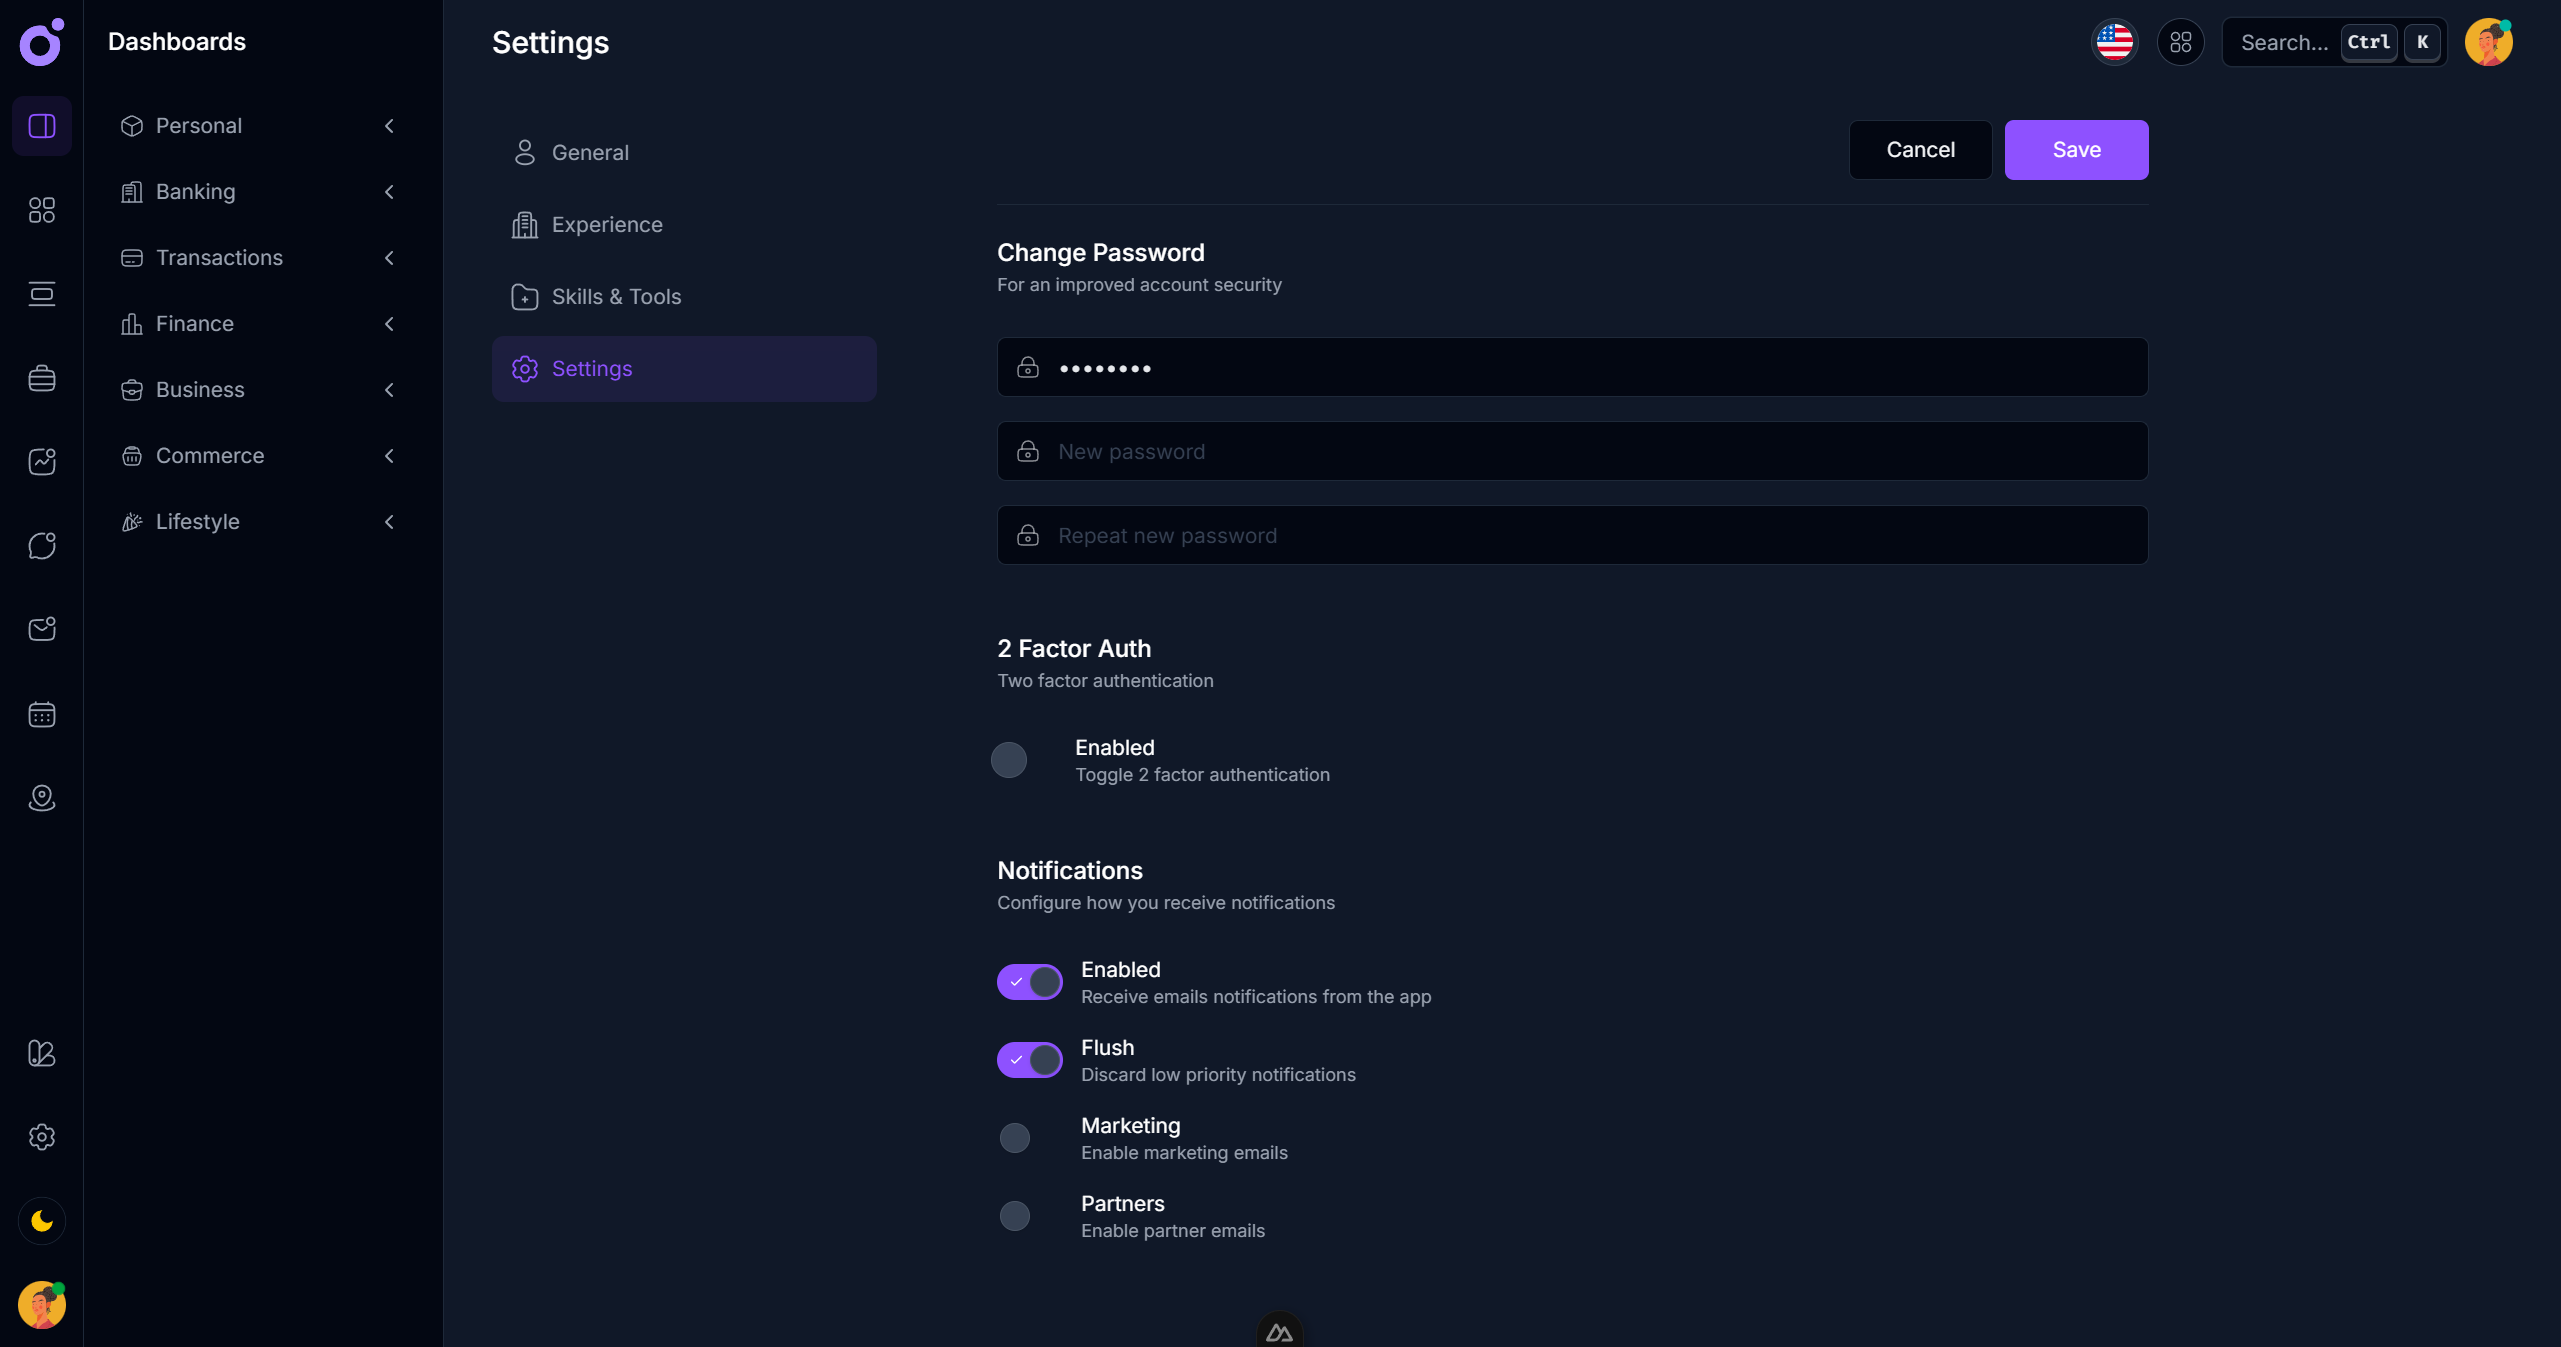 Dashboards
Personal
Banking
Transactions
Finance
Business
Commerce
Lifestyle
Settings
Search...
Ctrl
K
General
Experience
Skills & Tools
Settings
Cancel
Save
Change Password
For an improved account security
••••••••
New password
Repeat new password
2 Factor Auth
Two factor authentication
Enabled
Toggle 2 factor authentication
Notifications
Configure how you receive notifications
Enabled
Receive emails notifications from the app
Flush
Discard low priority notifications
Marketing
Enable marketing emails
Partners
Enable partner emails